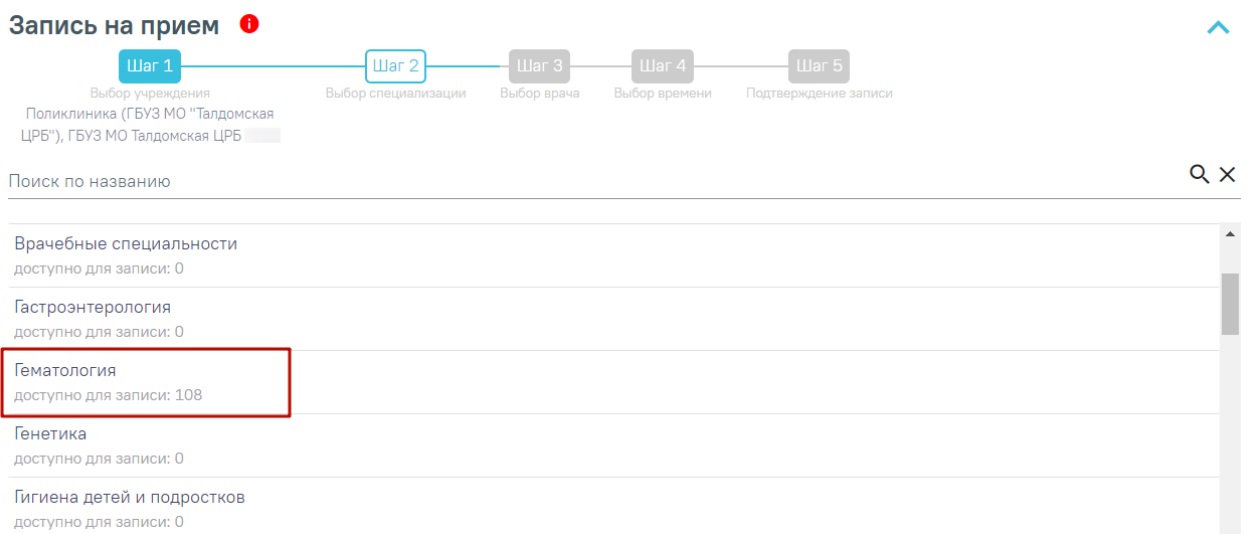 Запись на прием
Шаг 1 Шаг 2 Шаг 3 Шаг 4 Шаг 5
Выбор учреждения Выбор специализации Выбор врача Выбор времени Подтверждение записи
Поликлиника (ГБУЗ МО "Талдомская
ЦРБ"), ГБУЗ МО Талдомская ЦРБ
Поиск по названию
Врачебные специальности
доступно для записи: 0
Гастроэнтерология
доступно для записи: 0
Гематология
доступно для записи: 108
Генетика
доступно для записи: 0
Гигиена детей и подростков
доступно для записи: 0